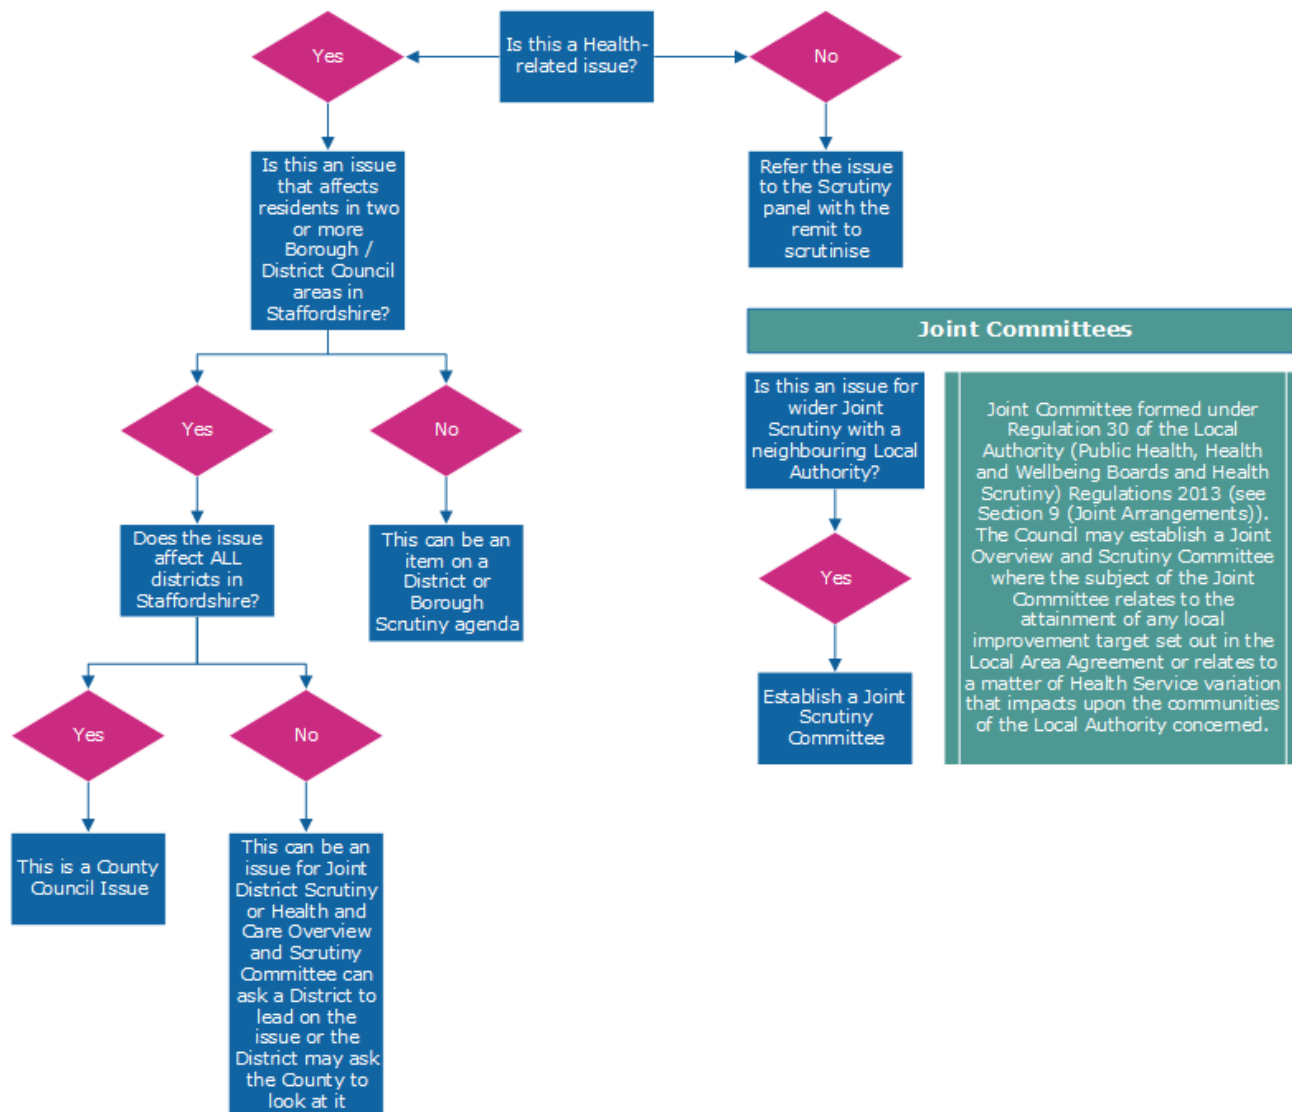 Yes
Is this a Health-
related issue?
No
Is this an issue
that affects
residents in two
or more
Borough /
District Council
areas in
Staffordshire?
Refer the issue
to the Scrutiny
panel with the
remit to
scrutinise
Yes
No
Does the issue
affect ALL
districts in
Staffordshire?
This can be an
item on a
District or
Borough
Scrutiny agenda
Yes
No
This is a County
Council Issue
This can be an
issue for Joint
District Scrutiny
or Health and
Care Overview
and Scrutiny
Committee can
ask a District to
lead on the
issue or the
District may ask
the County to
look at it
Joint Committees
Is this an issue for
wider Joint
Scrutiny with a
neighbouring Local
Authority?
Yes
Establish a Joint
Scrutiny
Committee
Joint Committee formed under
Regulation 30 of the Local
Authority (Public Health, Health
and Wellbeing Boards and Health
Scrutiny) Regulations 2013 (see
Section 9 (Joint Arrangements)).
The Council may establish a Joint
Overview and Scrutiny Committee
where the subject of the Joint
Committee relates to the
attainment of any local
improvement target set out in the
Local Area Agreement or relates to
a matter of Health Service variation
that impacts upon the communities
of the Local Authority concerned.